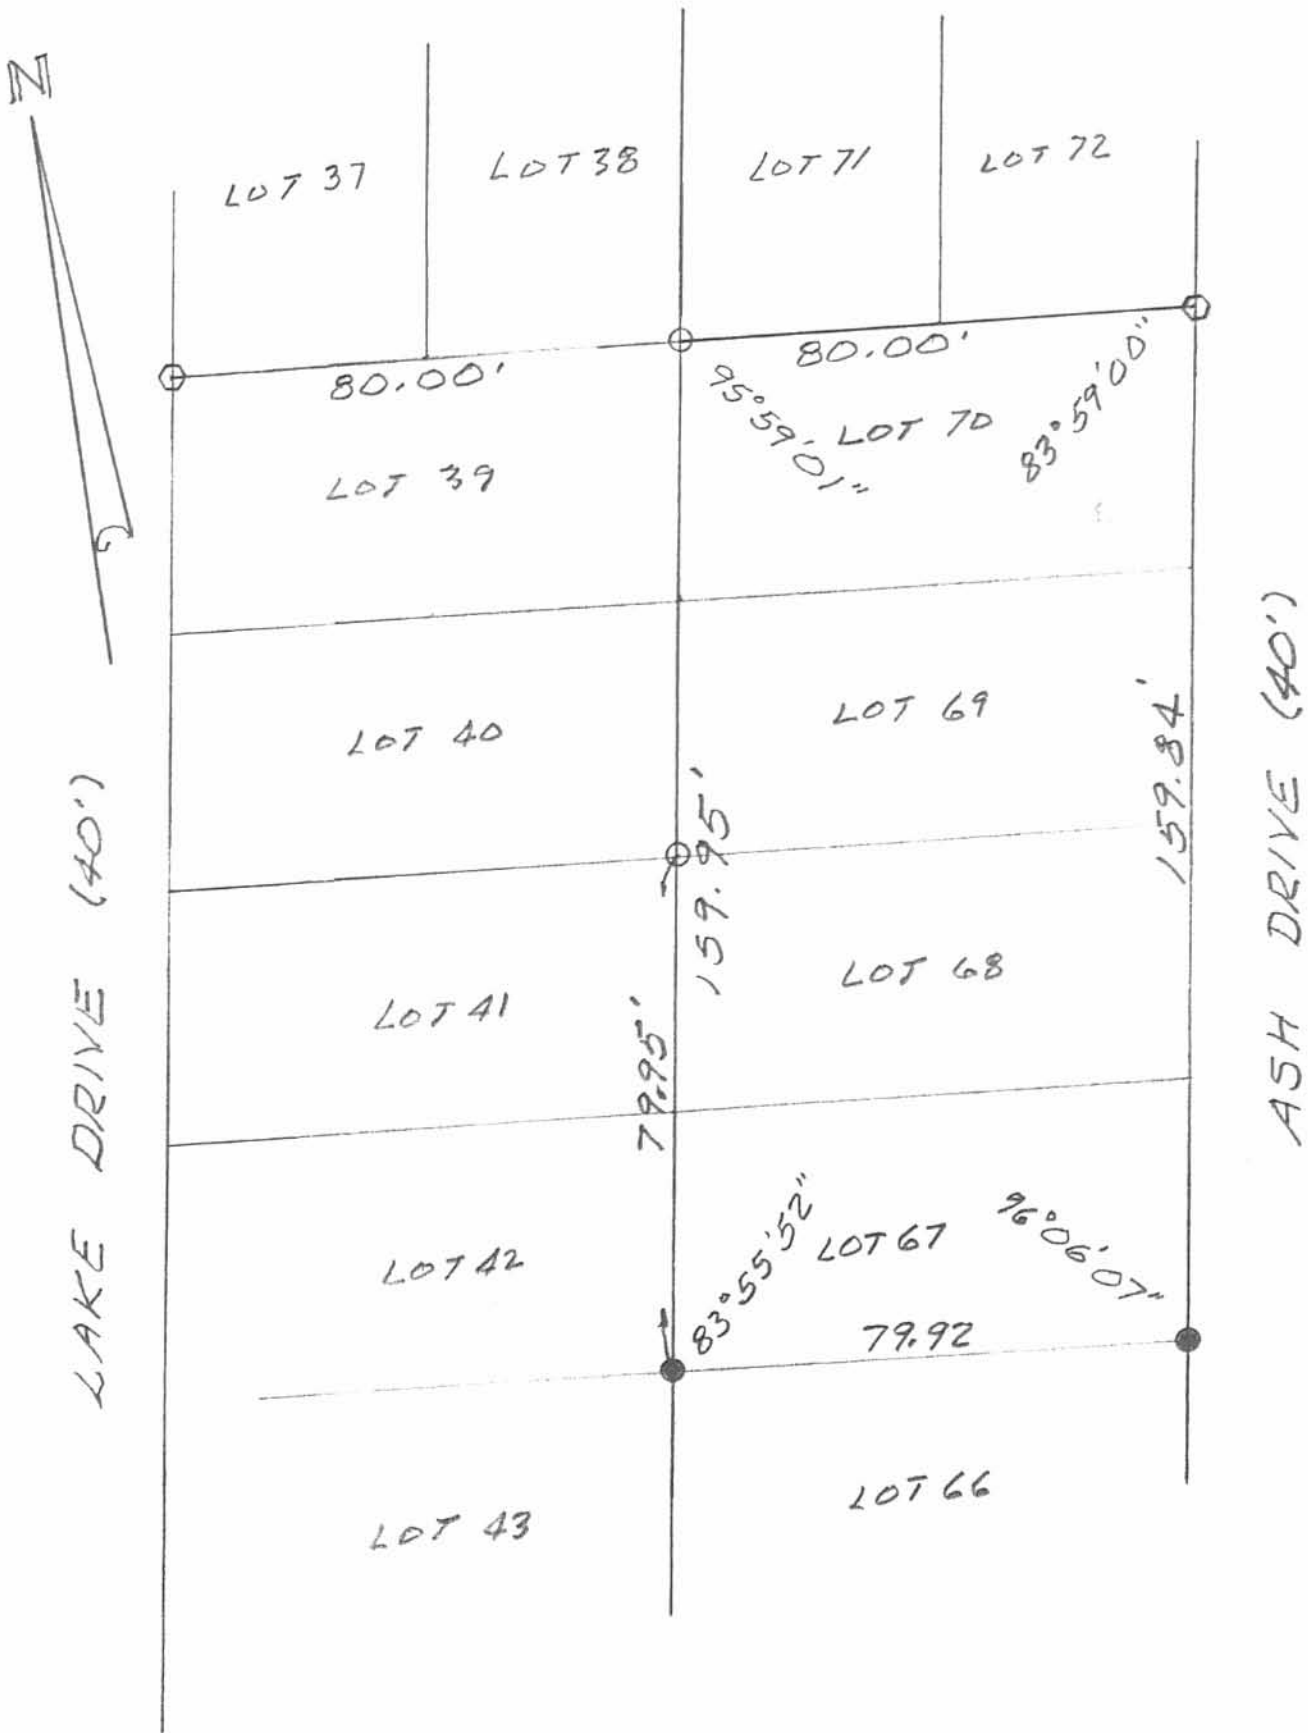 N
LOT 37
LOT 38
LOT 71
LOT 72
80.00'
80.00'
95°59'01"
83°59'00"
LOT 39
LOT 70
LOT 40
LOT 69
159.95'
159.84'
LAKE DRIVE (40')
ASH DRIVE (40')
LOT 41
LOT 68
79.95'
LOT 42
83°55'52"
LOT 67
96°06'07"
79.92
LOT 43
LOT 66